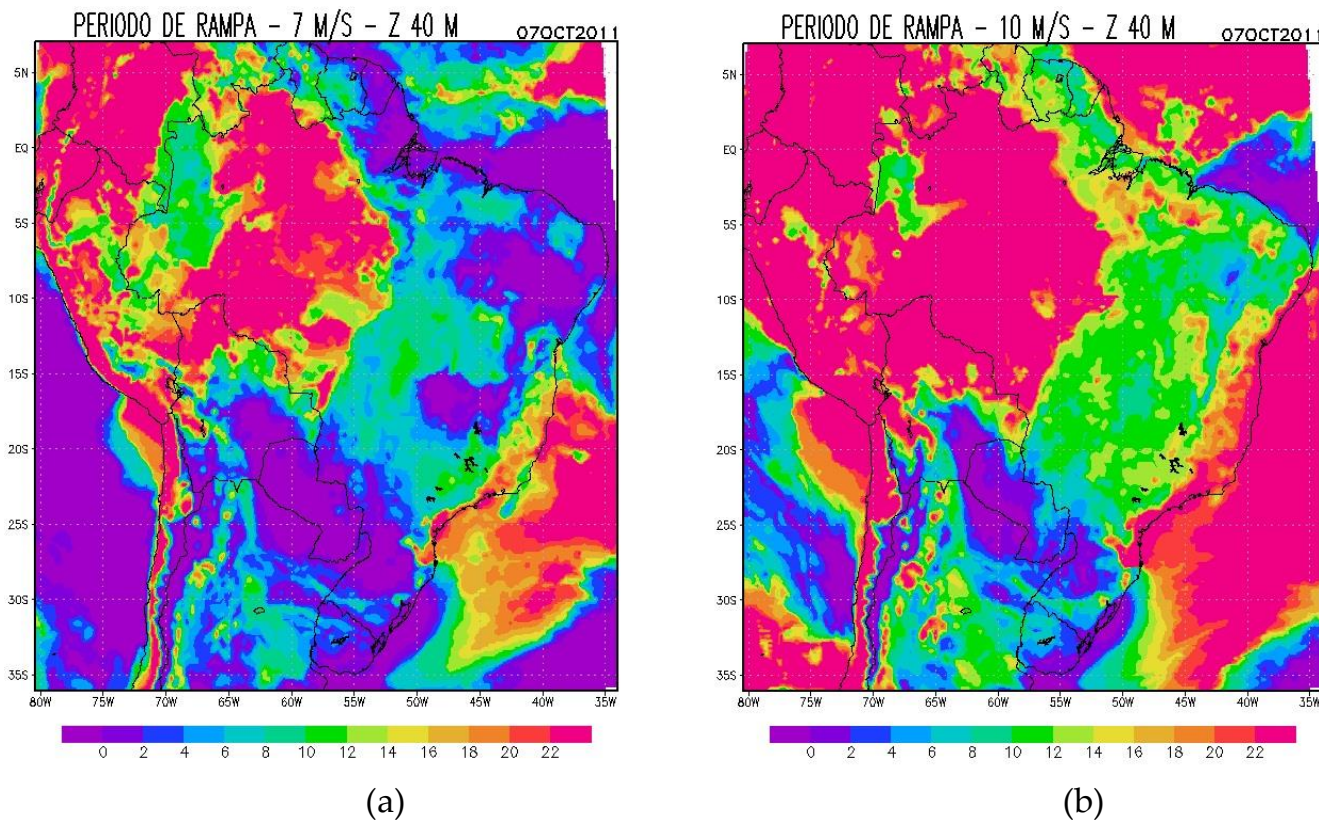 PERIODO DE RAMPA - 7 M/S - Z 40 M 07OCT2011
5N
EQ
5S
10S
15S
20S
25S
30S
35S
80W 75W 70W 65W 60W 55W 50W 45W 40W 35W
0 2 4 6 8 10 12 14 16 18 20 22
(a)
PERIODO DE RAMPA - 10 M/S - Z 40 M 07OCT2011
5N
EQ
5S
10S
15S
20S
25S
30S
35S
80W 75W 70W 65W 60W 55W 50W 45W 40W 35W
0 2 4 6 8 10 12 14 16 18 20 22
(b)